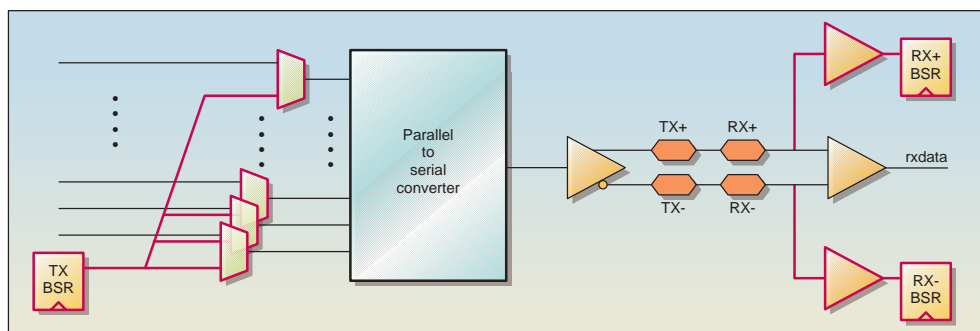 RX+
BSR
TX+
RX+
Parallel
to
serial
converter
rxdata
TX-
RX-
TX
BSR
RX-
BSR